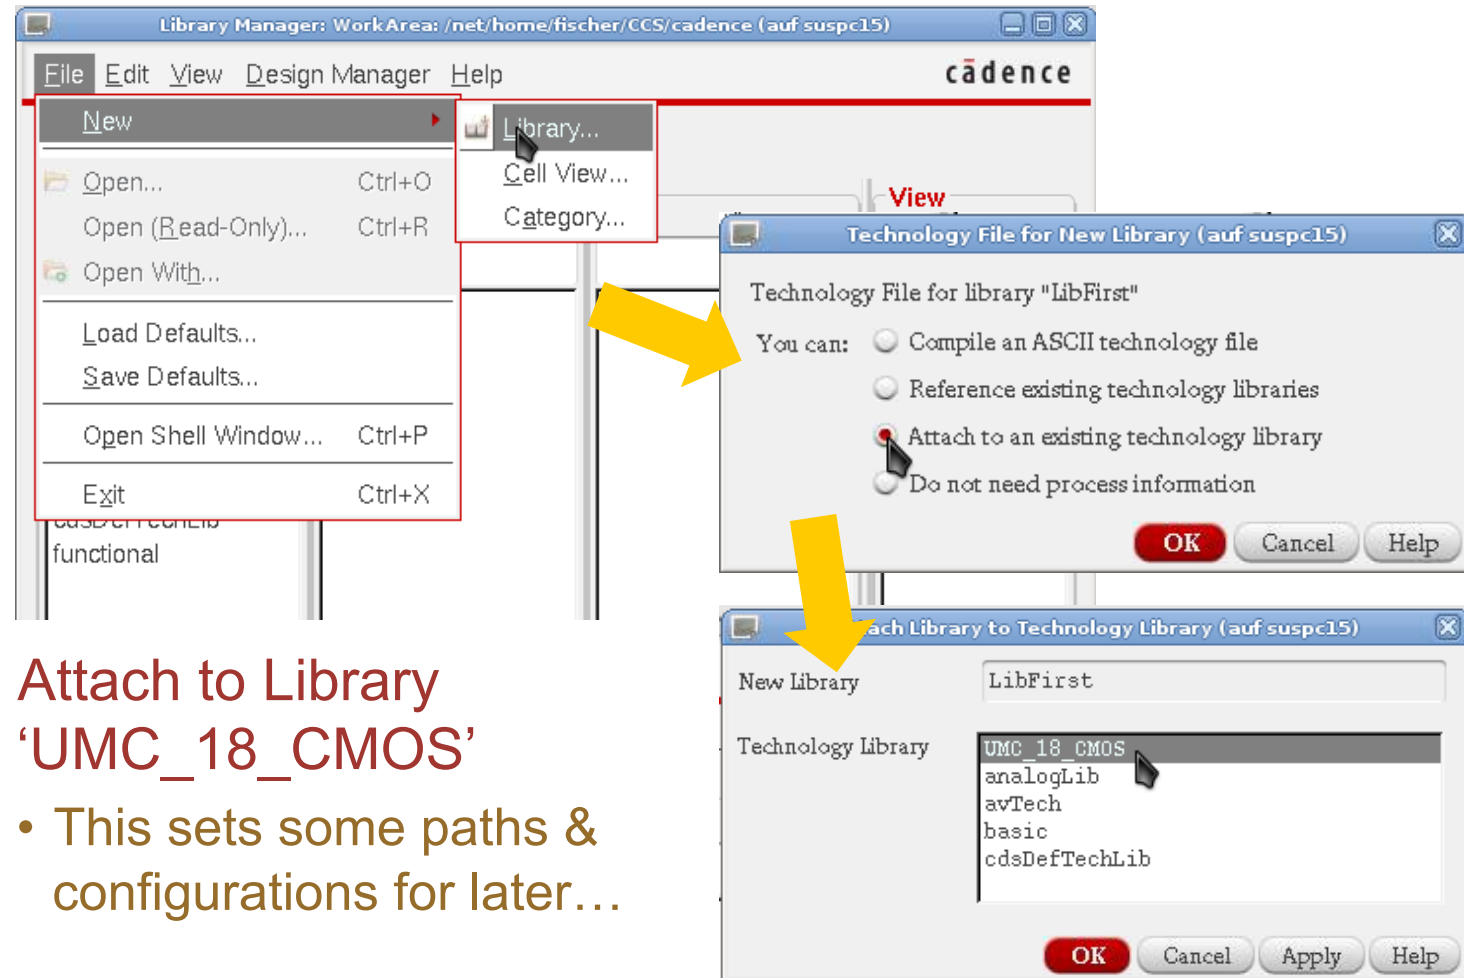 Library Manager: WorkArea: /net/home/fischer/CCS/cadence (auf suspc15)
File Edit View Design Manager Help
cādence
New
Library...
Open... Ctrl+O
Cell View...
Open (Read-Only)... Ctrl+R
Category...
View
Open With...
Load Defaults...
Save Defaults...
Open Shell Window... Ctrl+P
Exit Ctrl+X
functional
Technology File for New Library (auf suspc15)
Technology File for library "LibFirst"
You can: Compile an ASCII technology file
Reference existing technology libraries
Attach to an existing technology library
Do not need process information
OK Cancel Help
Library to Technology Library (auf suspc15)
New Library LibFirst
Technology Library UMC_18_CMOS
analogLib
avTech
basic
cdsDefTechLib
OK Cancel Apply Help
Attach to Library
‘UMC_18_CMOS’
• This sets some paths &
configurations for later…